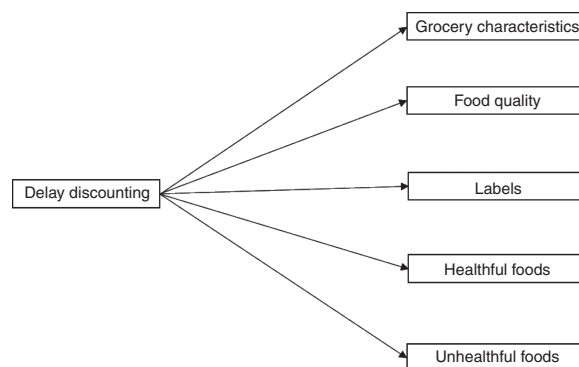 Grocery characteristics
Food quality
Delay discounting
Labels
Healthful foods
Unhealthful foods